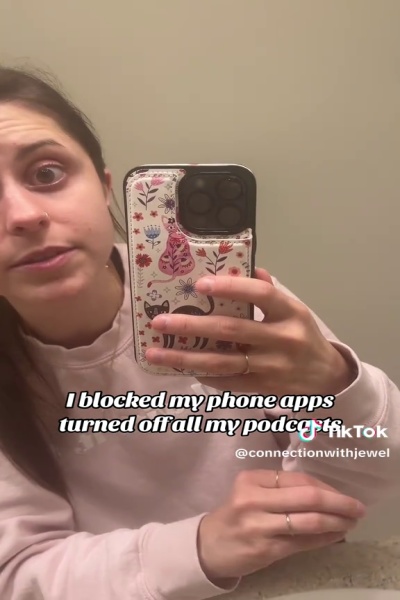 I blocked my phone apps
turned off all my podcasts
TikTok
@connectionwithjewel